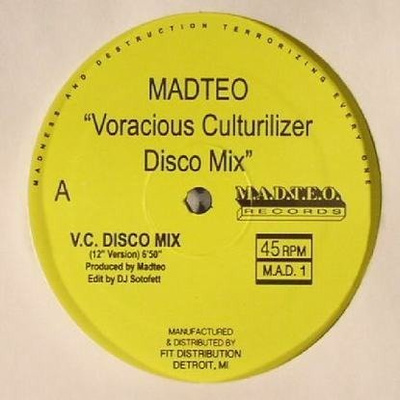 MADNESS AND DESTRUCTION TERRORIZING EVERY ONE
MADTEO
“Voracious Culturilizer
Disco Mix”
A
M.A.D.T.E.O.
RECORDS
V.C. DISCO MIX
(12" Version) 6'50"
Produced by Madteo
Edit by DJ Sotofett
45 RPM
M.A.D. 1
MANUFACTURED
& DISTRIBUTED BY
FIT DISTRIBUTION
DETROIT, MI